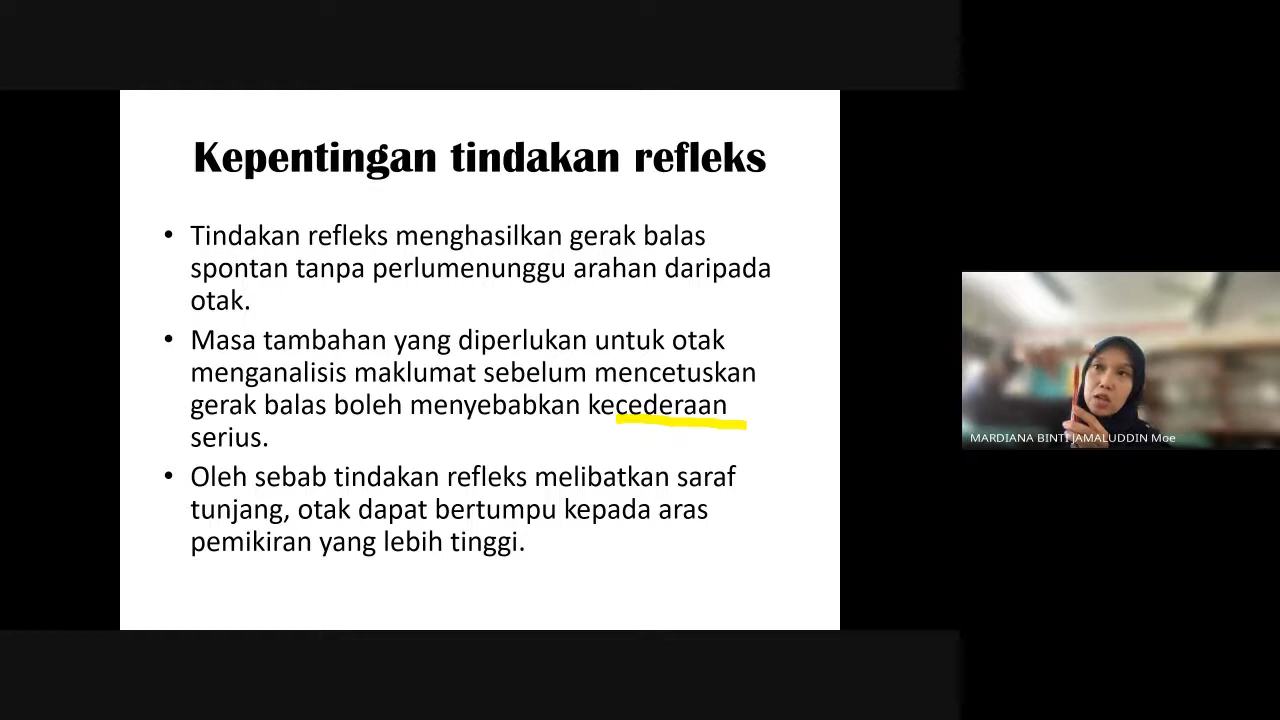 Kepentingan tindakan refleks
• Tindakan refleks menghasilkan gerak balas
spontan tanpa perlumenunggu arahan daripada
otak.
• Masa tambahan yang diperlukan untuk otak
menganalisis maklumat sebelum mencetuskan
gerak balas boleh menyebabkan kecederaan
serius.
• Oleh sebab tindakan refleks melibatkan saraf
tunjang, otak dapat bertumpu kepada aras
pemikiran yang lebih tinggi.
MARDIANA BINTI JAMALUDDIN Moe